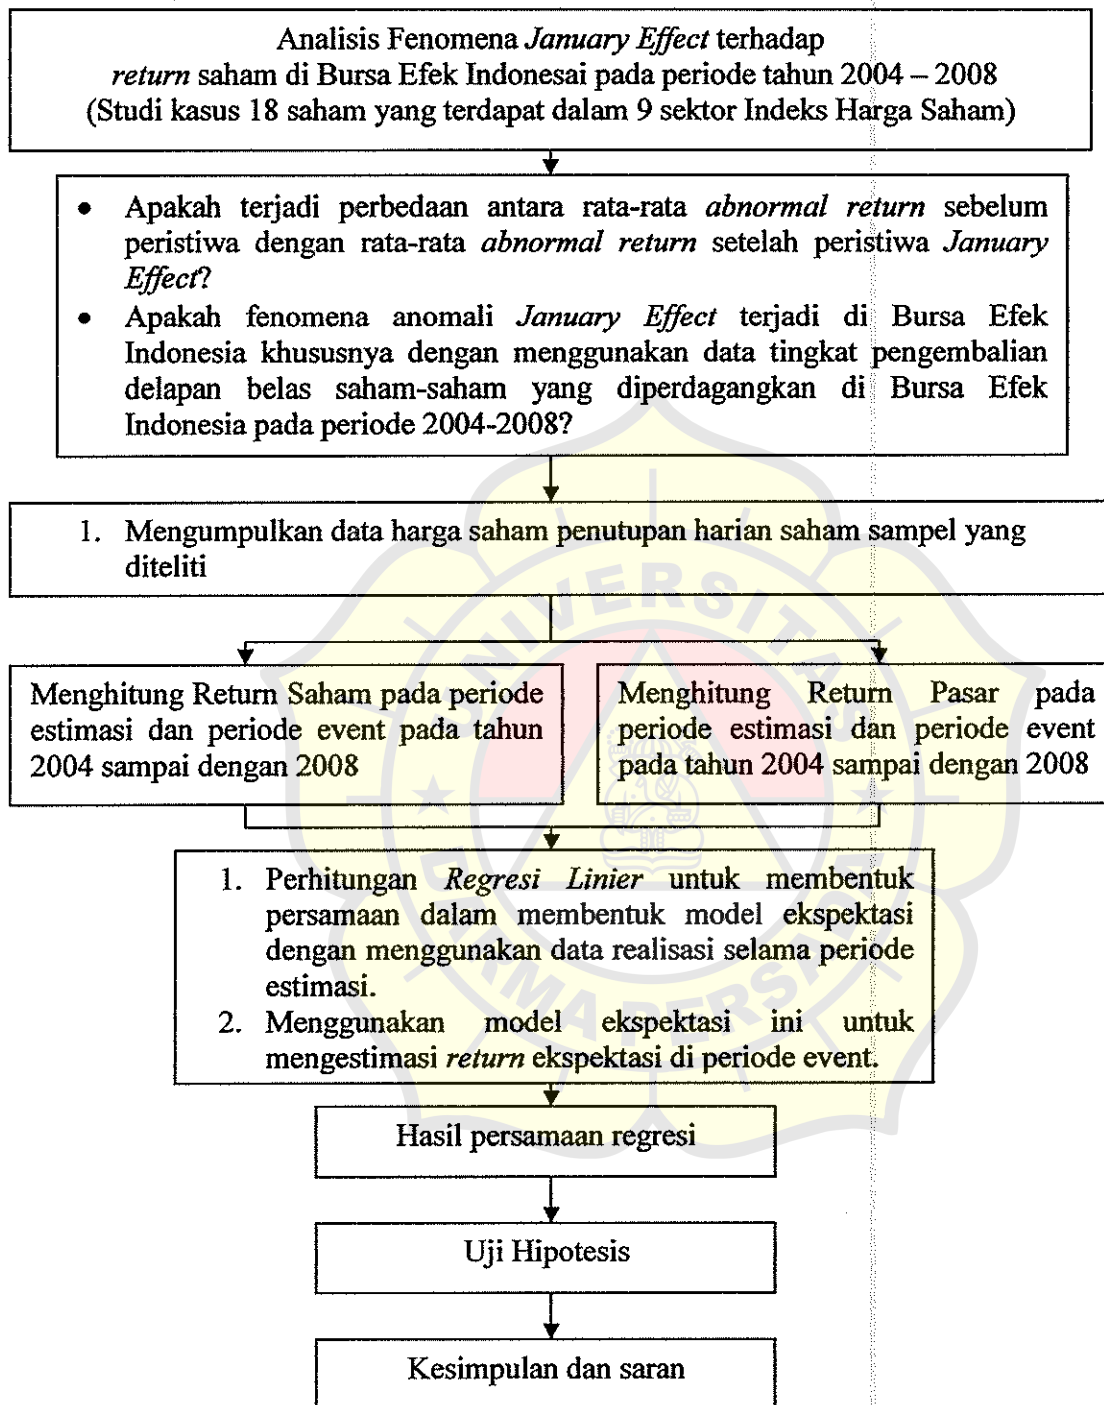 Analisis Fenomena January Effect terhadap
return saham di Bursa Efek Indonesai pada periode tahun 2004 – 2008
(Studi kasus 18 saham yang terdapat dalam 9 sektor Indeks Harga Saham)
• Apakah terjadi perbedaan antara rata-rata abnormal return sebelum
peristiwa dengan rata-rata abnormal return setelah peristiwa January
Effect?
• Apakah fenomena anomali January Effect terjadi di Bursa Efek
Indonesia khususnya dengan menggunakan data tingkat pengembalian
delapan belas saham-saham yang diperdagangkan di Bursa Efek
Indonesia pada periode 2004-2008?
1. Mengumpulkan data harga saham penutupan harian saham sampel yang
diteliti
Menghitung Return Saham pada periode
estimasi dan periode event pada tahun
2004 sampai dengan 2008
Menghitung Return Pasar pada
periode estimasi dan periode event
pada tahun 2004 sampai dengan 2008
1. Perhitungan Regresi Linier untuk membentuk
persamaan dalam membentuk model ekspektasi
dengan menggunakan data realisasi selama periode
estimasi.
2. Menggunakan model ekspektasi ini untuk
mengestimasi return ekspektasi di periode event.
Hasil persamaan regresi
Uji Hipotesis
Kesimpulan dan saran
UNIVERSITAS
DARMA PERSADA